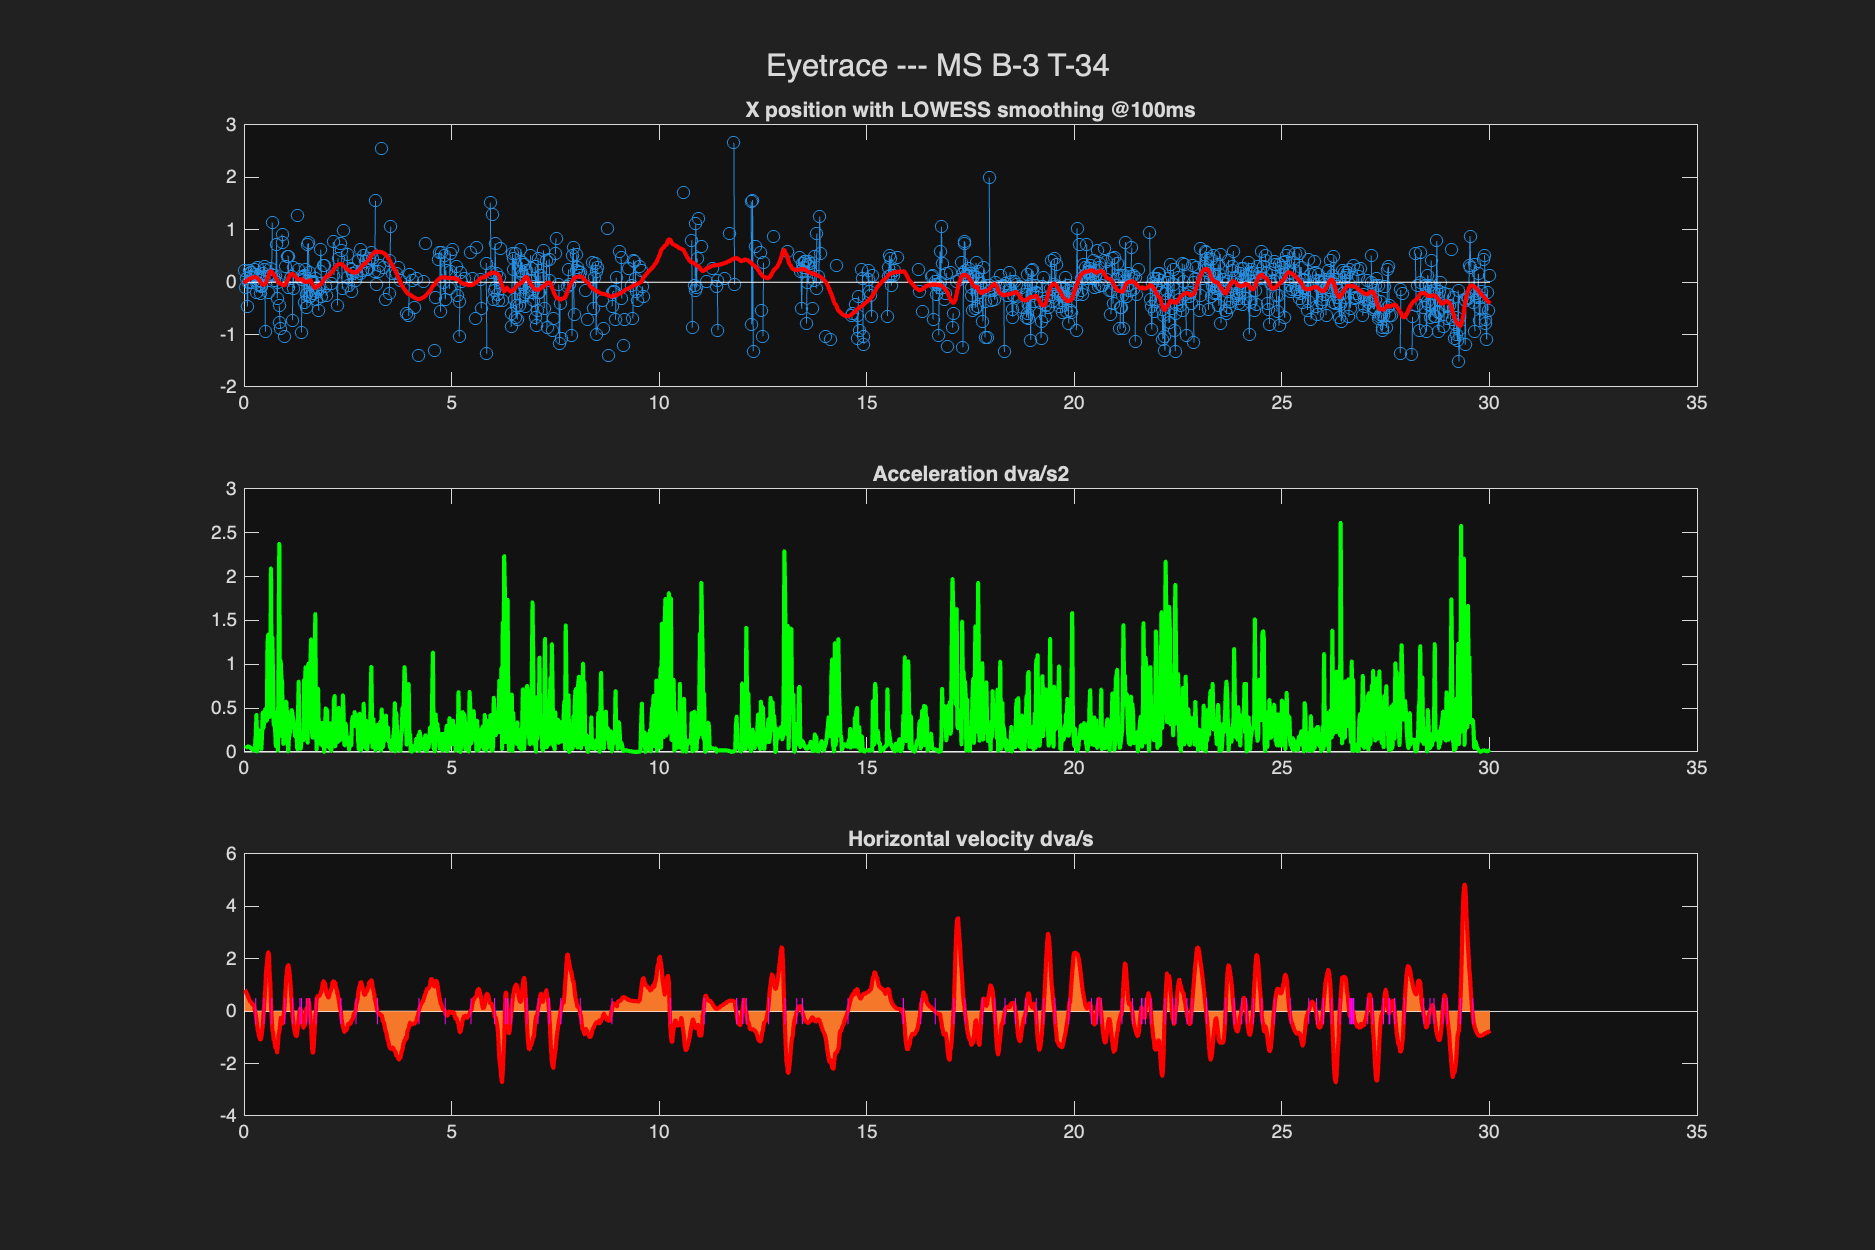 Eyetrace --- MS B-3 T-34
X position with LOWESS smoothing @100ms
3
2
1
0
-1
-2
0 5 10 15 20 25 30 35
Acceleration dva/s2
3
2.5
2
1.5
1
0.5
0
0 5 10 15 20 25 30 35
Horizontal velocity dva/s
6
4
2
0
-2
-4
0 5 10 15 20 25 30 35